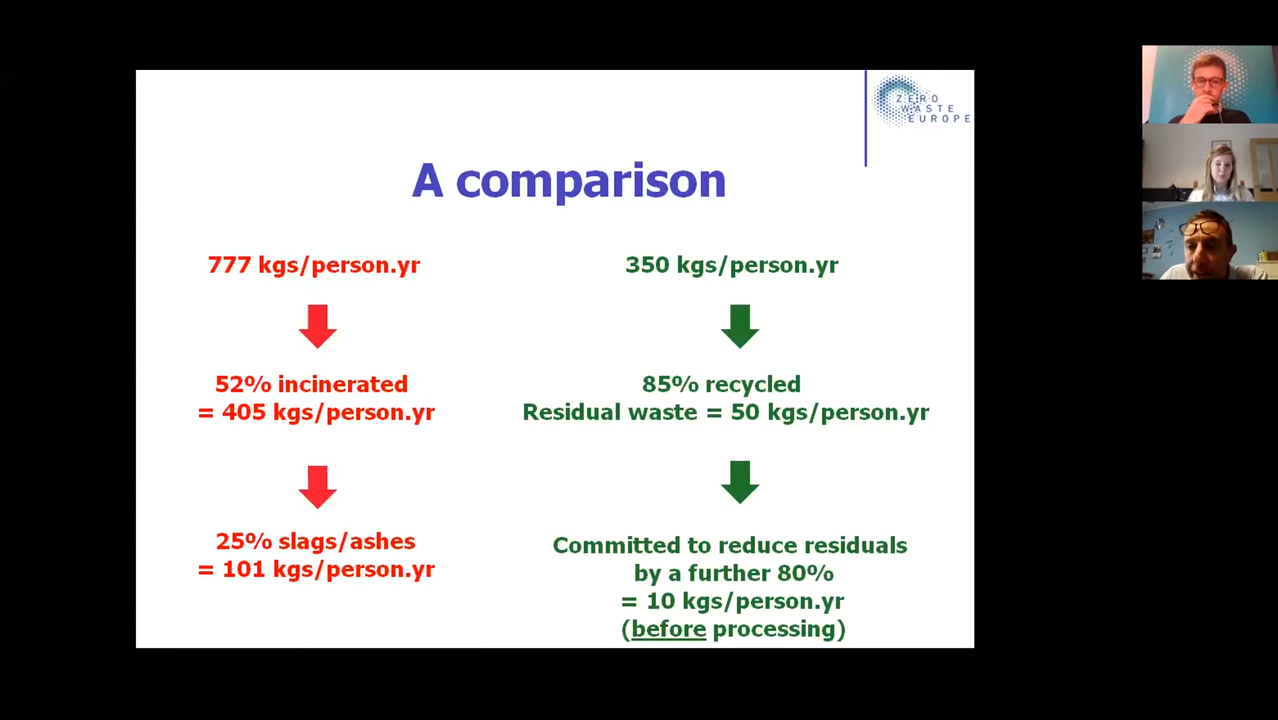 ZERO
WASTE
EUROPE
A comparison
777 kgs/person.yr
52% incinerated
= 405 kgs/person.yr
25% slags/ashes
= 101 kgs/person.yr
350 kgs/person.yr
85% recycled
Residual waste = 50 kgs/person.yr
Committed to reduce residuals
by a further 80%
= 10 kgs/person.yr
(before processing)